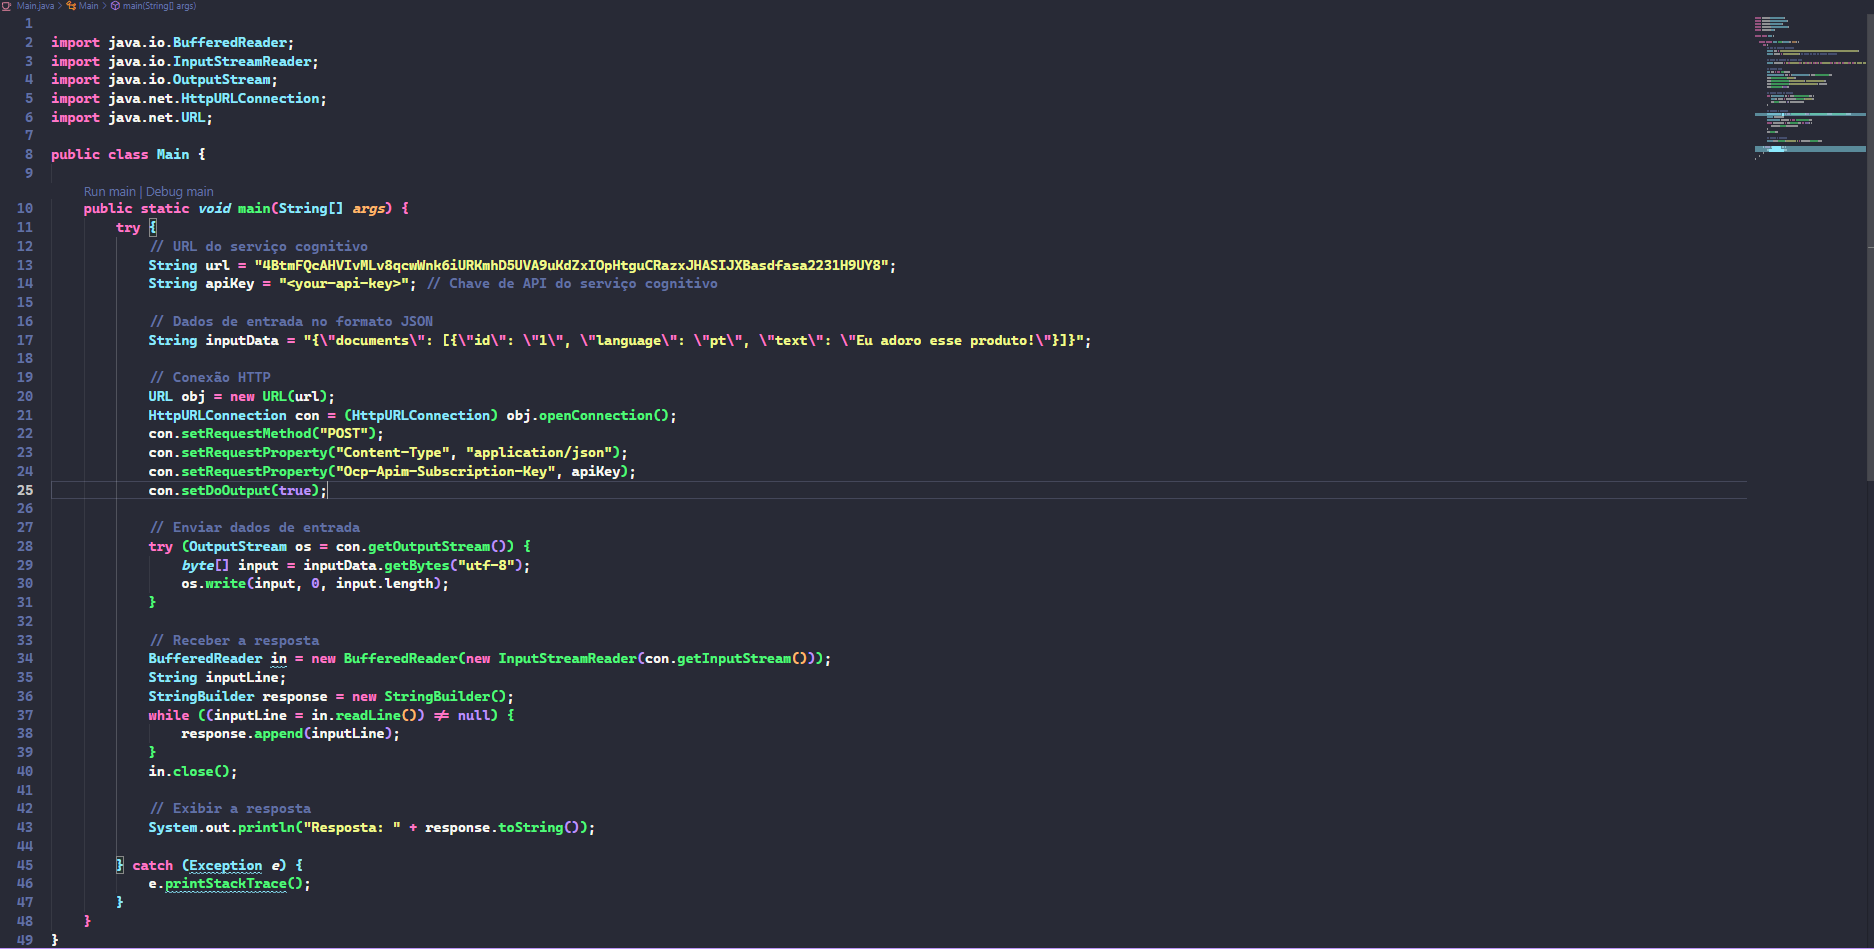 Main.java > Main > main(String[] args)
1
2 import java.io.BufferedReader;
3 import java.io.InputStreamReader;
4 import java.io.OutputStream;
5 import java.net.HttpURLConnection;
6 import java.net.URL;
7
8 public class Main {
9
Run main | Debug main
10 public static void main(String[] args) {
11 try {
12 // URL do serviço cognitivo
13 String url = "4BtmFQcAHVIvMLv8qcwWnk6iURKmhD5UVA9uKdZxIOpHtguCRazxJHASIJXBasdfasa2231H9UY8";
14 String apiKey = "<your-api-key>"; // Chave de API do serviço cognitivo
15
16 // Dados de entrada no formato JSON
17 String inputData = "{\"documents\": [{\"id\": \"1\", \"language\": \"pt\", \"text\": \"Eu adoro esse produto!\"}]}";
18
19 // Conexão HTTP
20 URL obj = new URL(url);
21 HttpURLConnection con = (HttpURLConnection) obj.openConnection();
22 con.setRequestMethod("POST");
23 con.setRequestProperty("Content-Type", "application/json");
24 con.setRequestProperty("Ocp-Apim-Subscription-Key", apiKey);
25 con.setDoOutput(true);
26
27 // Enviar dados de entrada
28 try (OutputStream os = con.getOutputStream()) {
29 byte[] input = inputData.getBytes("utf-8");
30 os.write(input, 0, input.length);
31 }
32
33 // Receber a resposta
34 BufferedReader in = new BufferedReader(new InputStreamReader(con.getInputStream()));
35 String inputLine;
36 StringBuilder response = new StringBuilder();
37 while ((inputLine = in.readLine()) ≠ null) {
38 response.append(inputLine);
39 }
40 in.close();
41
42 // Exibir a resposta
43 System.out.println("Resposta: " + response.toString());
44
45 } catch (Exception e) {
46 e.printStackTrace();
47 }
48 }
49 }